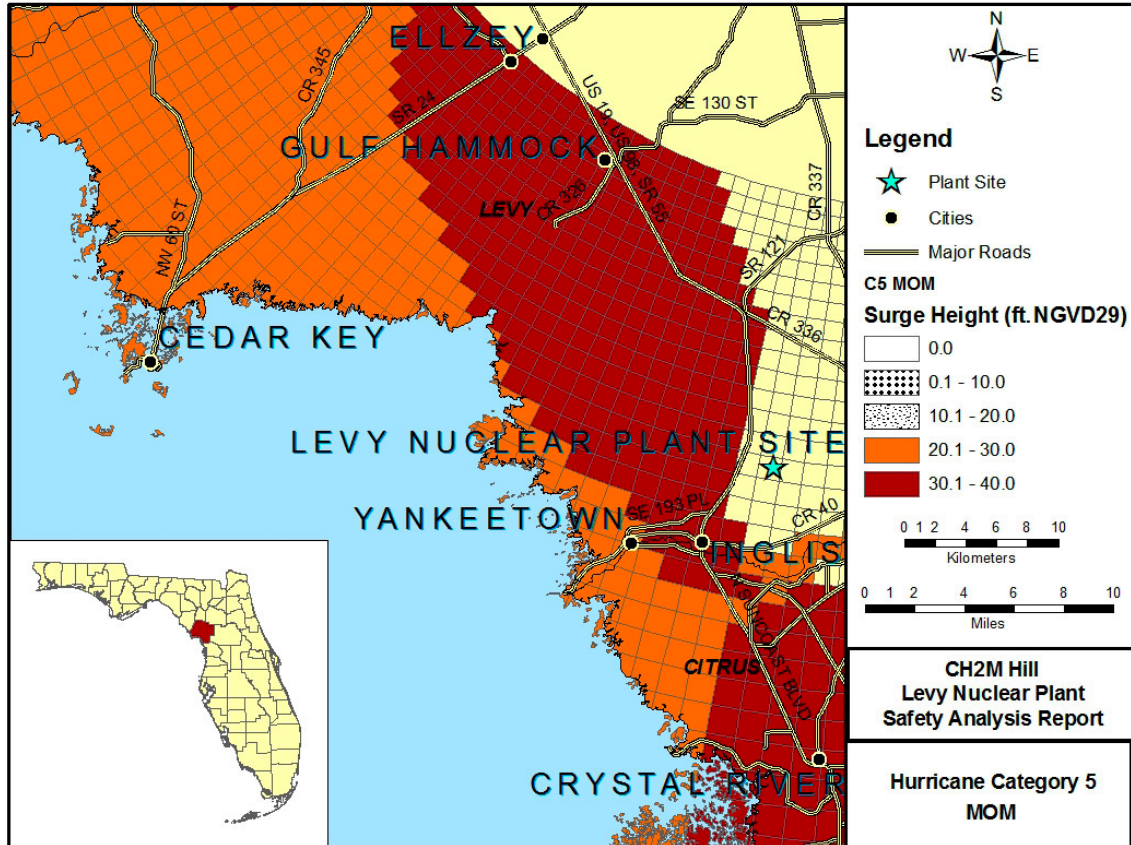 ELLZEY
CR 345
SR 24
US 19, US 98, SR 55
SE 130 ST
GULF HAMMOCK
CR 337
LEVY
CR 326
NW 60 ST
SR 121
CR 336
CEDAR KEY
LEVY NUCLEAR PLANT SITE
YANKEETOWN
SE 193 PL
CR 40
INGLIS
N SUNCOAST BLVD
CITRUS
CRYSTAL RIVER
N
W E
S
Legend
Plant Site
Cities
Major Roads
C5 MOM
Surge Height (ft. NGVD29)
0.0
0.1 - 10.0
10.1 - 20.0
20.1 - 30.0
30.1 - 40.0
0 1 2 4 6 8 10
Kilometers
0 1 2 4 6 8 10
Miles
CH2M Hill
Levy Nuclear Plant
Safety Analysis Report
Hurricane Category 5
MOM